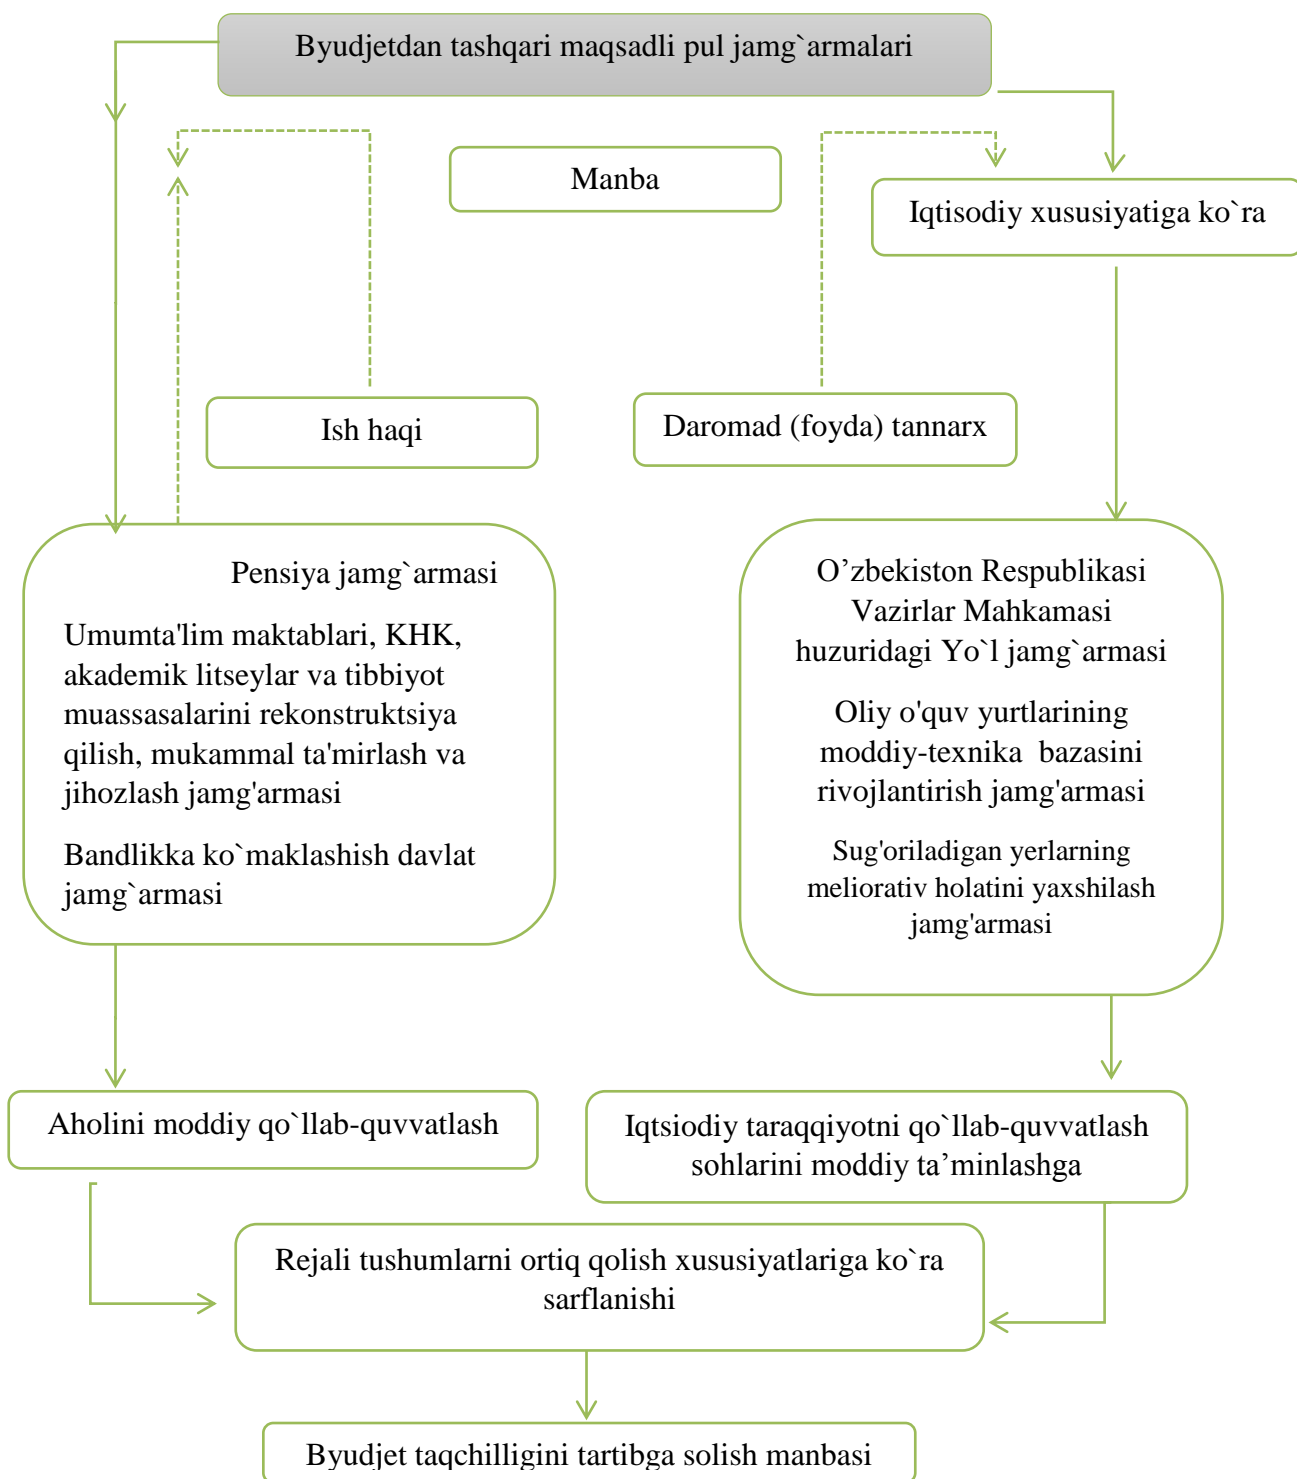 Byudjetdan tashqari maqsadli pul jamg`armalari
Manba
Iqtisodiy xususiyatiga ko`ra
Ish haqi
Daromad (foyda) tannarx
Pensiya jamg`armasi
Umumta'lim maktablari, KHK,
akademik litseylar va tibbiyot
muassasalarini rekonstruktsiya
qilish, mukammal ta'mirlash va
jihozlash jamg'armasi
Bandlikka ko`maklashish davlat
jamg`armasi
O’zbekiston Respublikasi
Vazirlar Mahkamasi
huzuridagi Yo`l jamg`armasi
Oliy o'quv yurtlarining
moddiy-texnika bazasini
rivojlantirish jamg'armasi
Sug'oriladigan yerlarning
meliorativ holatini yaxshilash
jamg'armasi
Aholini moddiy qo`llab-quvvatlash
Iqtsiodiy taraqqiyotni qo`llab-quvvatlash
sohlarini moddiy ta’minlashga
Rejali tushumlarni ortiq qolish xususiyatlariga ko`ra
sarflanishi
Byudjet taqchilligini tartibga solish manbasi